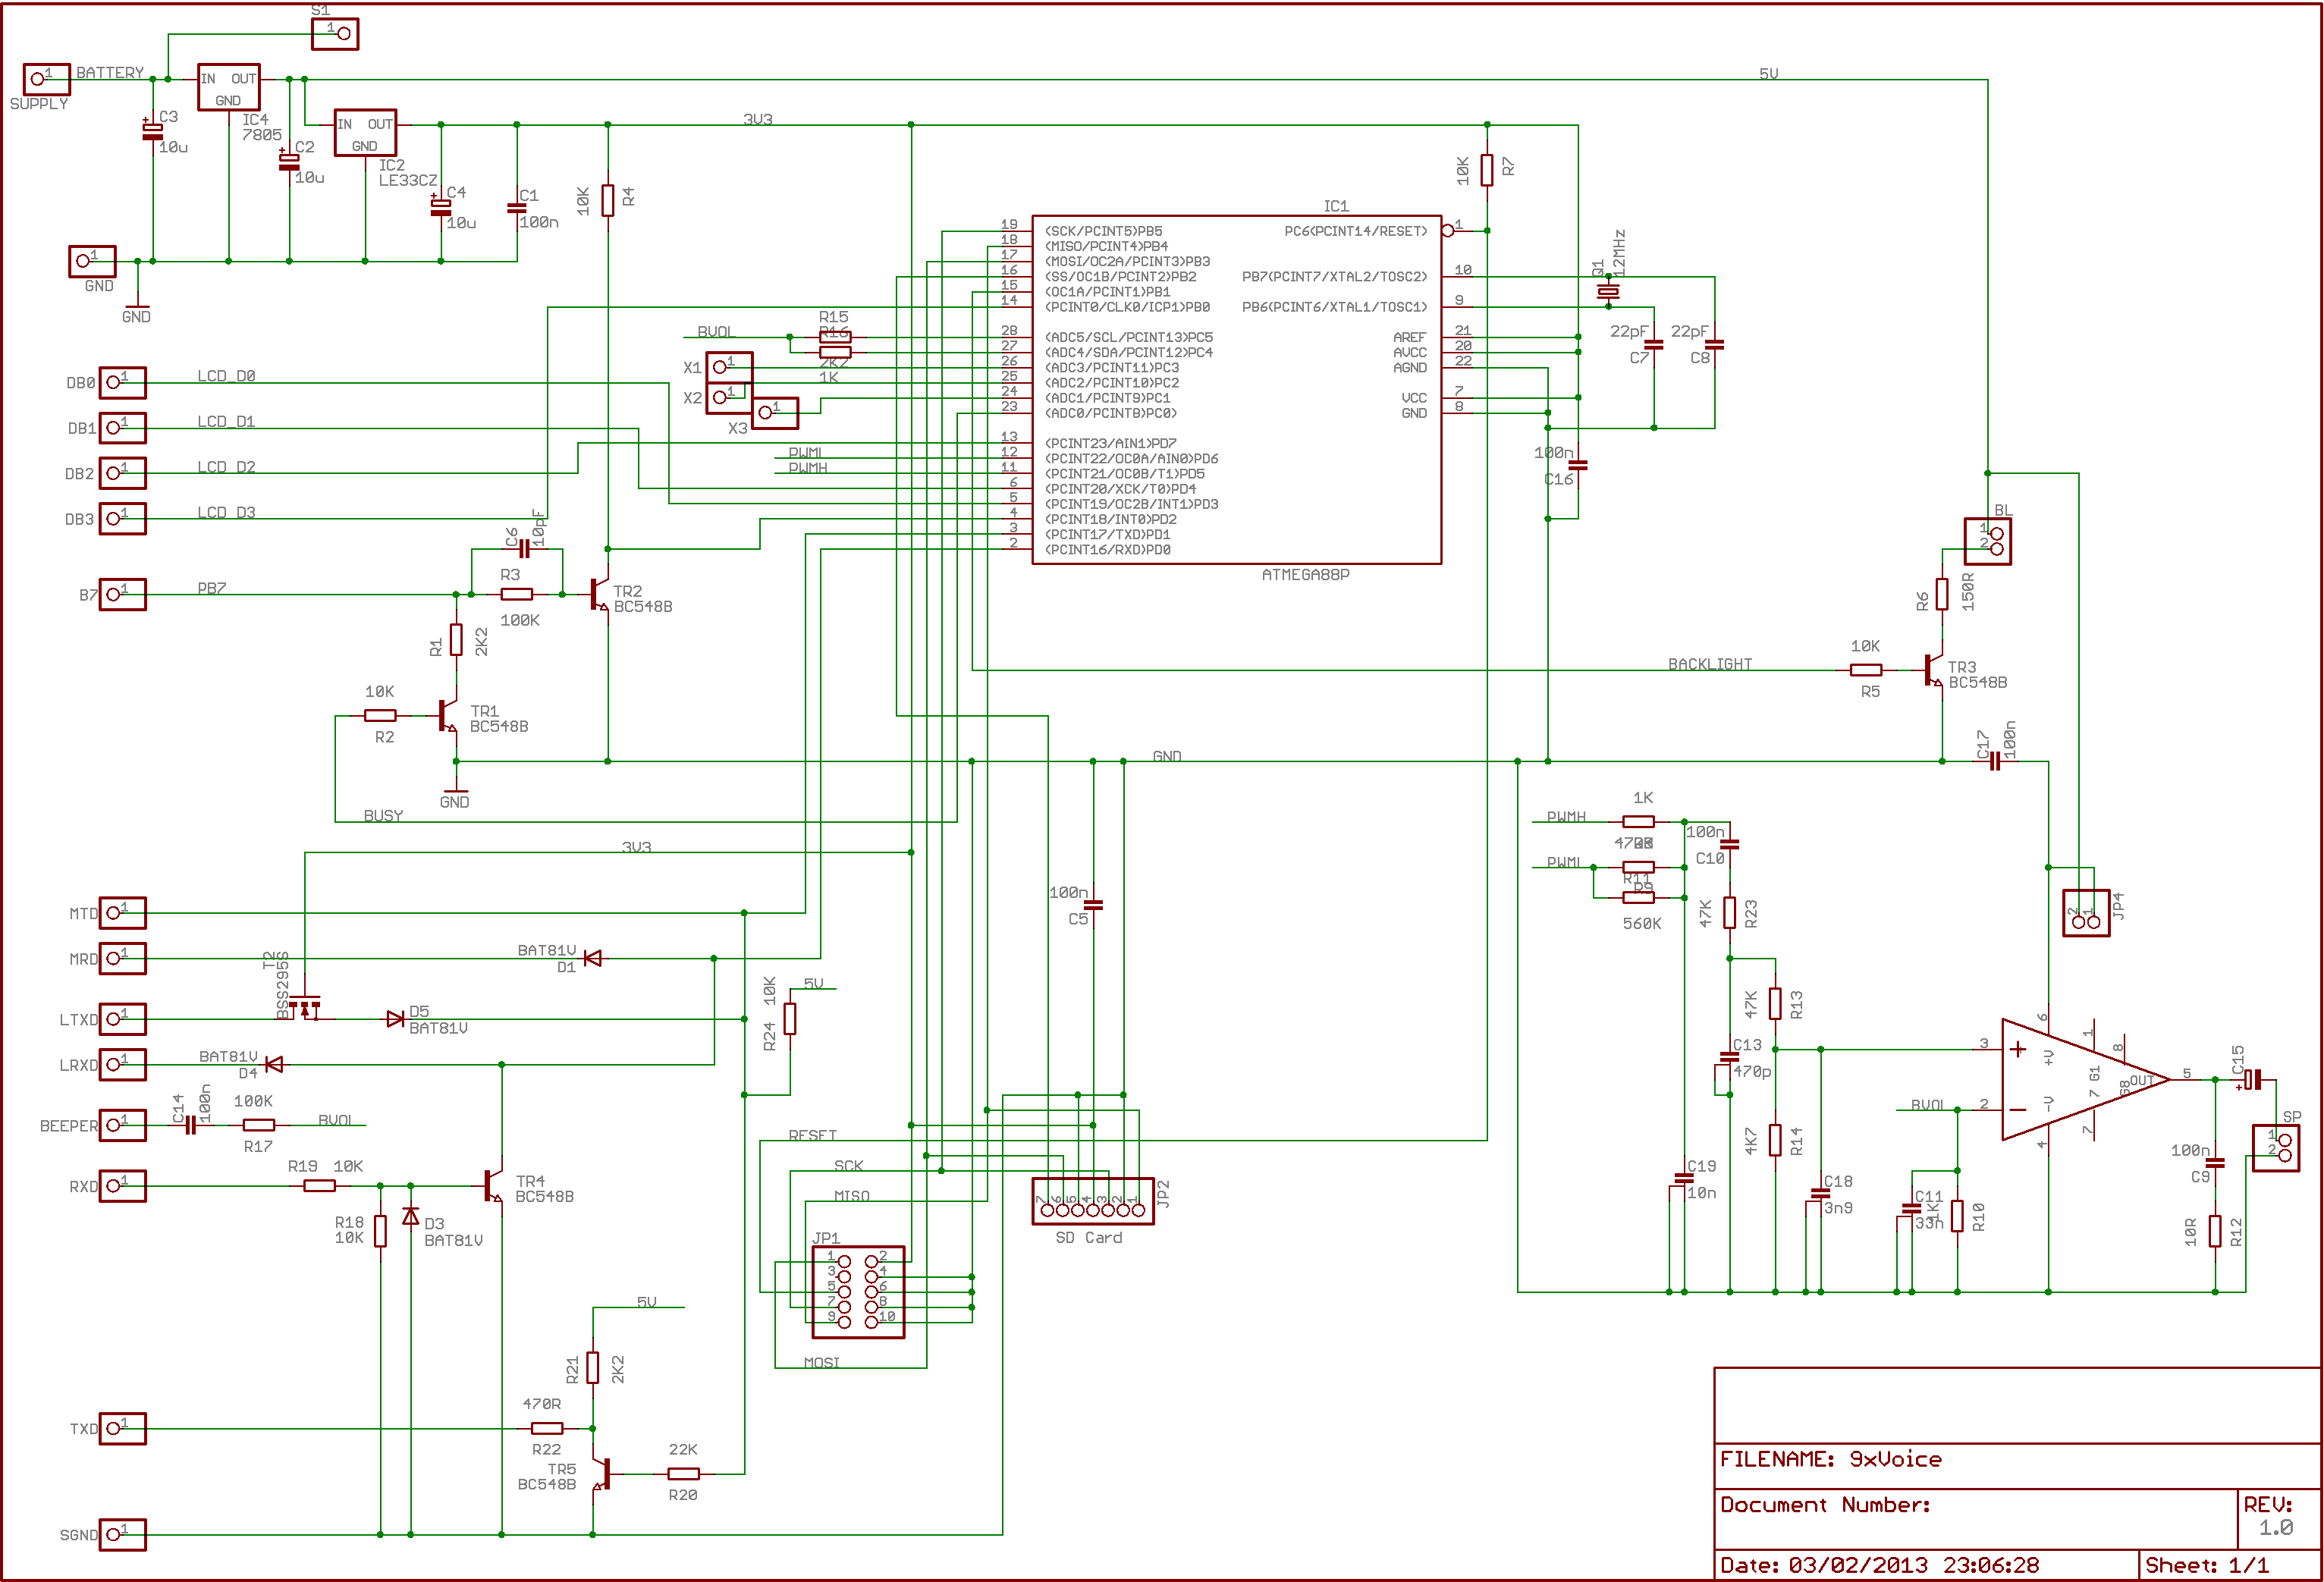 S1
1
1
BATTERY
SUPPLY
IN OUT
GND
IC4
7805
C3
10u
C2
10u
IN OUT
GND
IC2
LE33CZ
C4
10u
C1
100n
10K
R4
3V3
5V
10K
R7
1
GND
GND
IC1
19 (SCK/PCINT5)PB5
18 (MISO/PCINT4)PB4
17 (MOSI/OC2A/PCINT3)PB3
16 (SS/OC1B/PCINT2)PB2
15 (OC1A/PCINT1)PB1
14 (PCINT0/CLK0/ICP1)PB0
28 (ADC5/SCL/PCINT13)PC5
27 (ADC4/SDA/PCINT12)PC4
26 (ADC3/PCINT11)PC3
25 (ADC2/PCINT10)PC2
24 (ADC1/PCINT9)PC1
23 (ADC0/PCINT8)PC0)
13 (PCINT23/AIN1)PD7
12 (PCINT22/OC0A/AIN0)PD6
11 (PCINT21/OC0B/T1)PD5
6 (PCINT20/XCK/T0)PD4
5 (PCINT19/OC2B/INT1)PD3
4 (PCINT18/INT0)PD2
3 (PCINT17/TXD)PD1
2 (PCINT16/RXD)PD0
PC6(PCINT14/RESET) 1
PB7(PCINT7/XTAL2/TOSC2) 10
PB6(PCINT6/XTAL1/TOSC1) 9
AREF 21
AVCC 20
AGND 22
VCC 7
GND 8
ATMEGA88P
Q1
12MHz
22pF
C7
22pF
C8
100n
C16
BVOL
R15
R16
2K2
1K
X1 1
X2 1
X3 1
PWML
PWMH
DB0 1 LCD_D0
DB1 1 LCD_D1
DB2 1 LCD_D2
DB3 1 LCD_D3
B7 1 PB7
C6
10pF
R3
100K
TR2
BC548B
R1
2K2
10K
R2
TR1
BC548B
GND
BUSY
GND
BACKLIGHT
10K
R5
TR3
BC548B
R6
150R
BL
1
2
C17
100n
3V3
MTD 1
MRD 1
BAT81V
D1
T2
BSS295S
LTXD 1
D5
BAT81V
LRXD 1
BAT81V
D4
BEEPER 1
C14
100n
100K
R17
BVOL
RXD 1
R19 10K
R18
10K
D3
BAT81V
TR4
BC548B
10K
R24
5V
100n
C5
RESET
SCK
MISO
MOSI
JP1
1 2
3 4
5 6
7 8
9 10
7 6 5 4 3 2 1
JP2
SD Card
5V
R21
2K2
TXD 1
470R
R22
TR5
BC548B
22K
R20
SGND 1
PWMH
1K
PWML
R11
R9
560K
100n
C10
47K
R23
47K
R13
C13
470p
4K7
R14
C19
10n
C18
3n9
BVOL
C11
33n
R10
JP4
2 1
3
2
6
+V
-V
4
1
G1
8
G8
7
7
OUT
5
C15
100n
C9
10R
R12
SP
1
2
FILENAME: 9xVoice
Document Number:
REV:
1.0
Date: 03/02/2013 23:06:28
Sheet: 1/1